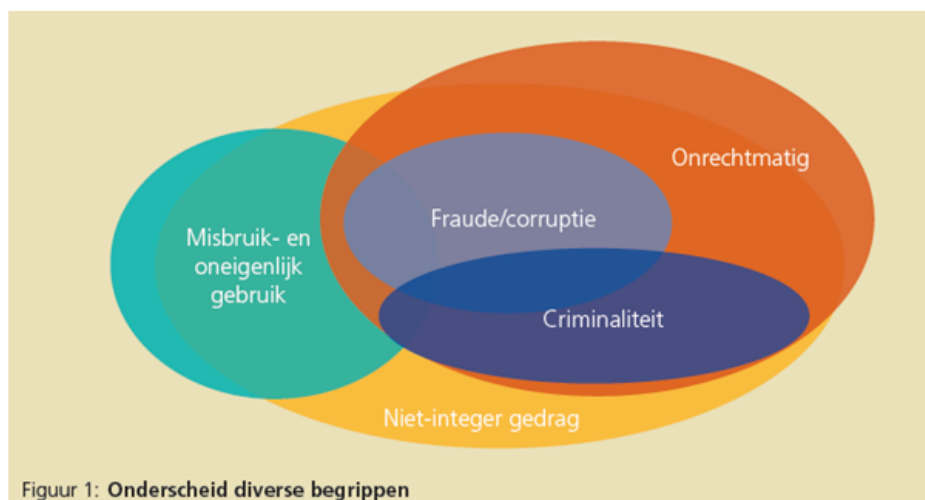 Onrechtmatig
Fraude/corruptie
Misbruik- en
oneigenlijk
gebruik
Criminaliteit
Niet-integer gedrag
Figuur 1: Onderscheid diverse begrippen